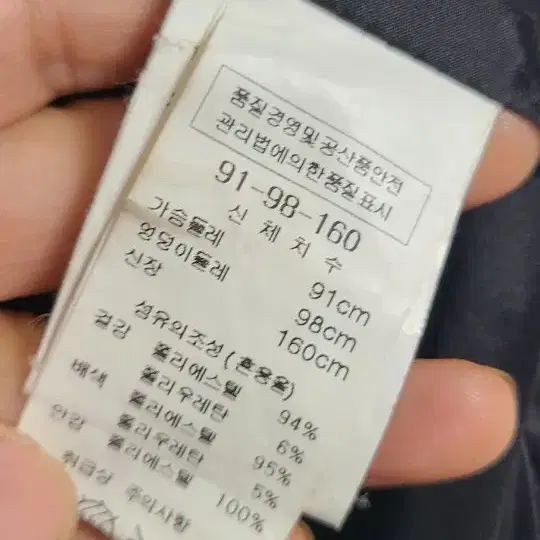 품질경영및공산품안전
관리법에의한품질표시
91-98-160
신 체 치 수
가슴둘레 91cm
엉덩이둘레 98cm
신장 160cm
섬유의조성(혼용율)
겉감 폴리에스텔 94%
폴리우레탄 6%
배색 폴리에스텔 95%
폴리우레탄 5%
안감 폴리에스텔 100%
취급상 주의사항